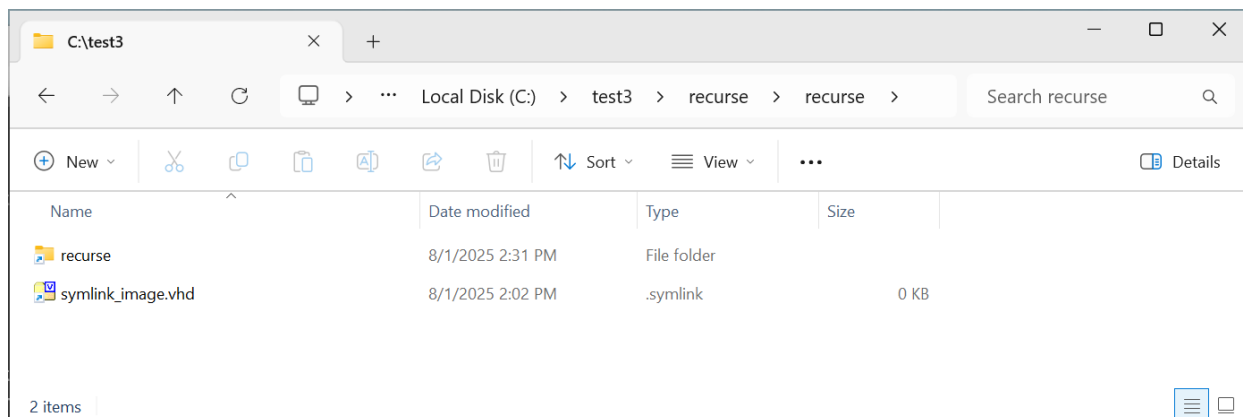 C:\test3
Local Disk (C:) > test3 > recurse > recurse > Search recurse
New Sort View Details
Name Date modified Type Size
recurse 8/1/2025 2:31 PM File folder
symlink_image.vhd 8/1/2025 2:02 PM .symlink 0 KB
2 items